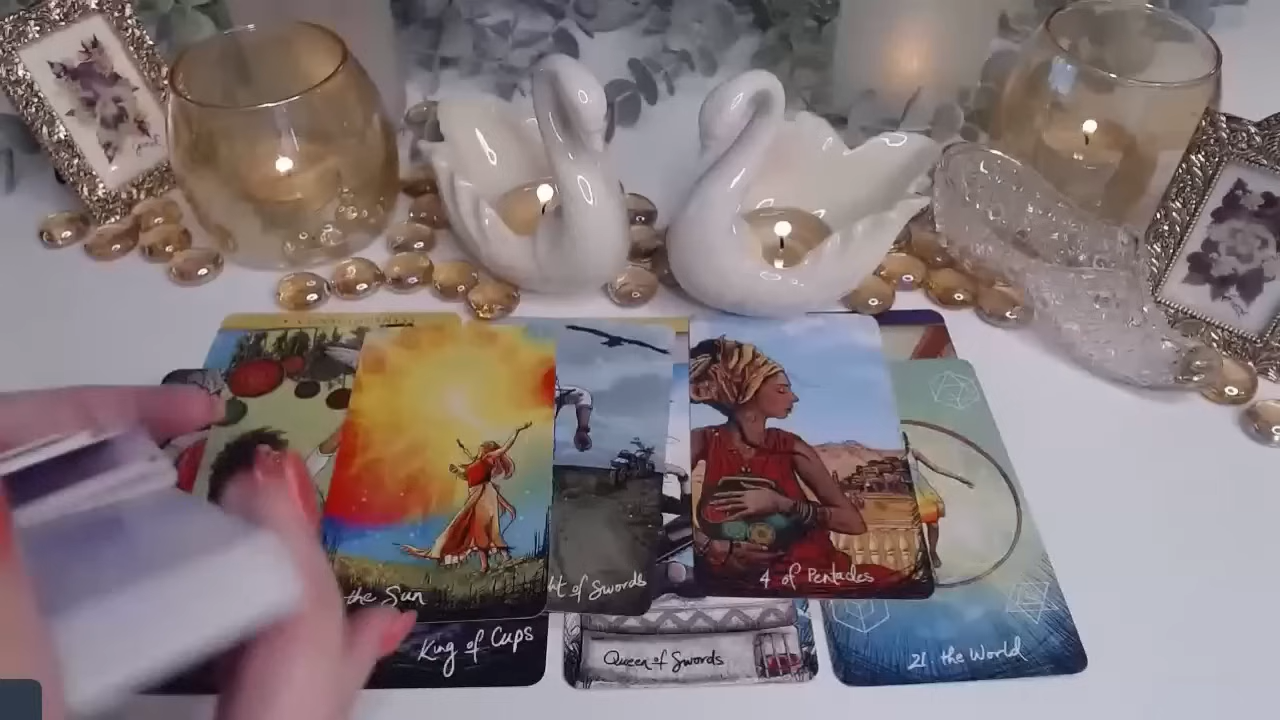 the Sun
ht of Swords
4 of Pentacles
King of Cups
Queen of Swords
21. the World